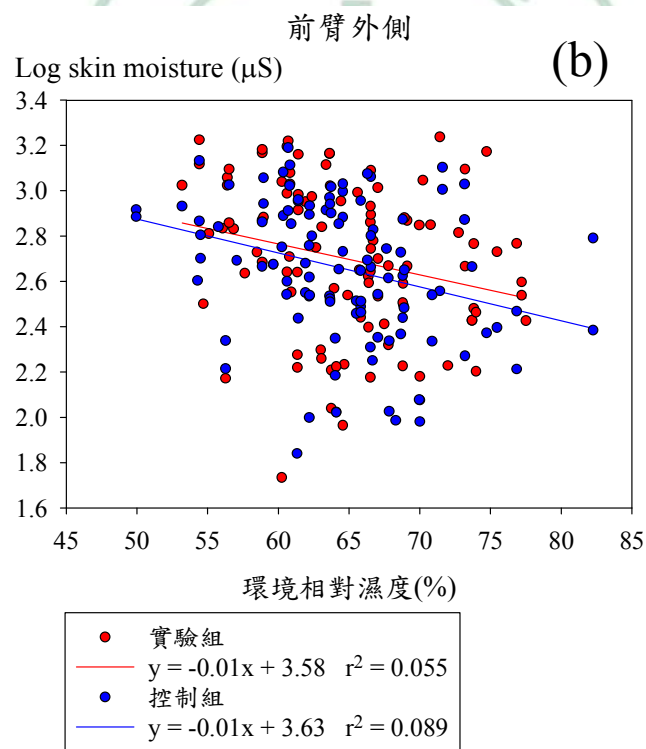 前臂外側
Log skin moisture (μS)
(b)
3.4
3.2
3.0
2.8
2.6
2.4
2.2
2.0
1.8
1.6
45 50 55 60 65 70 75 80 85
環境相對濕度(%)
實驗組
y = -0.01x + 3.58 r² = 0.055
控制組
y = -0.01x + 3.63 r² = 0.089